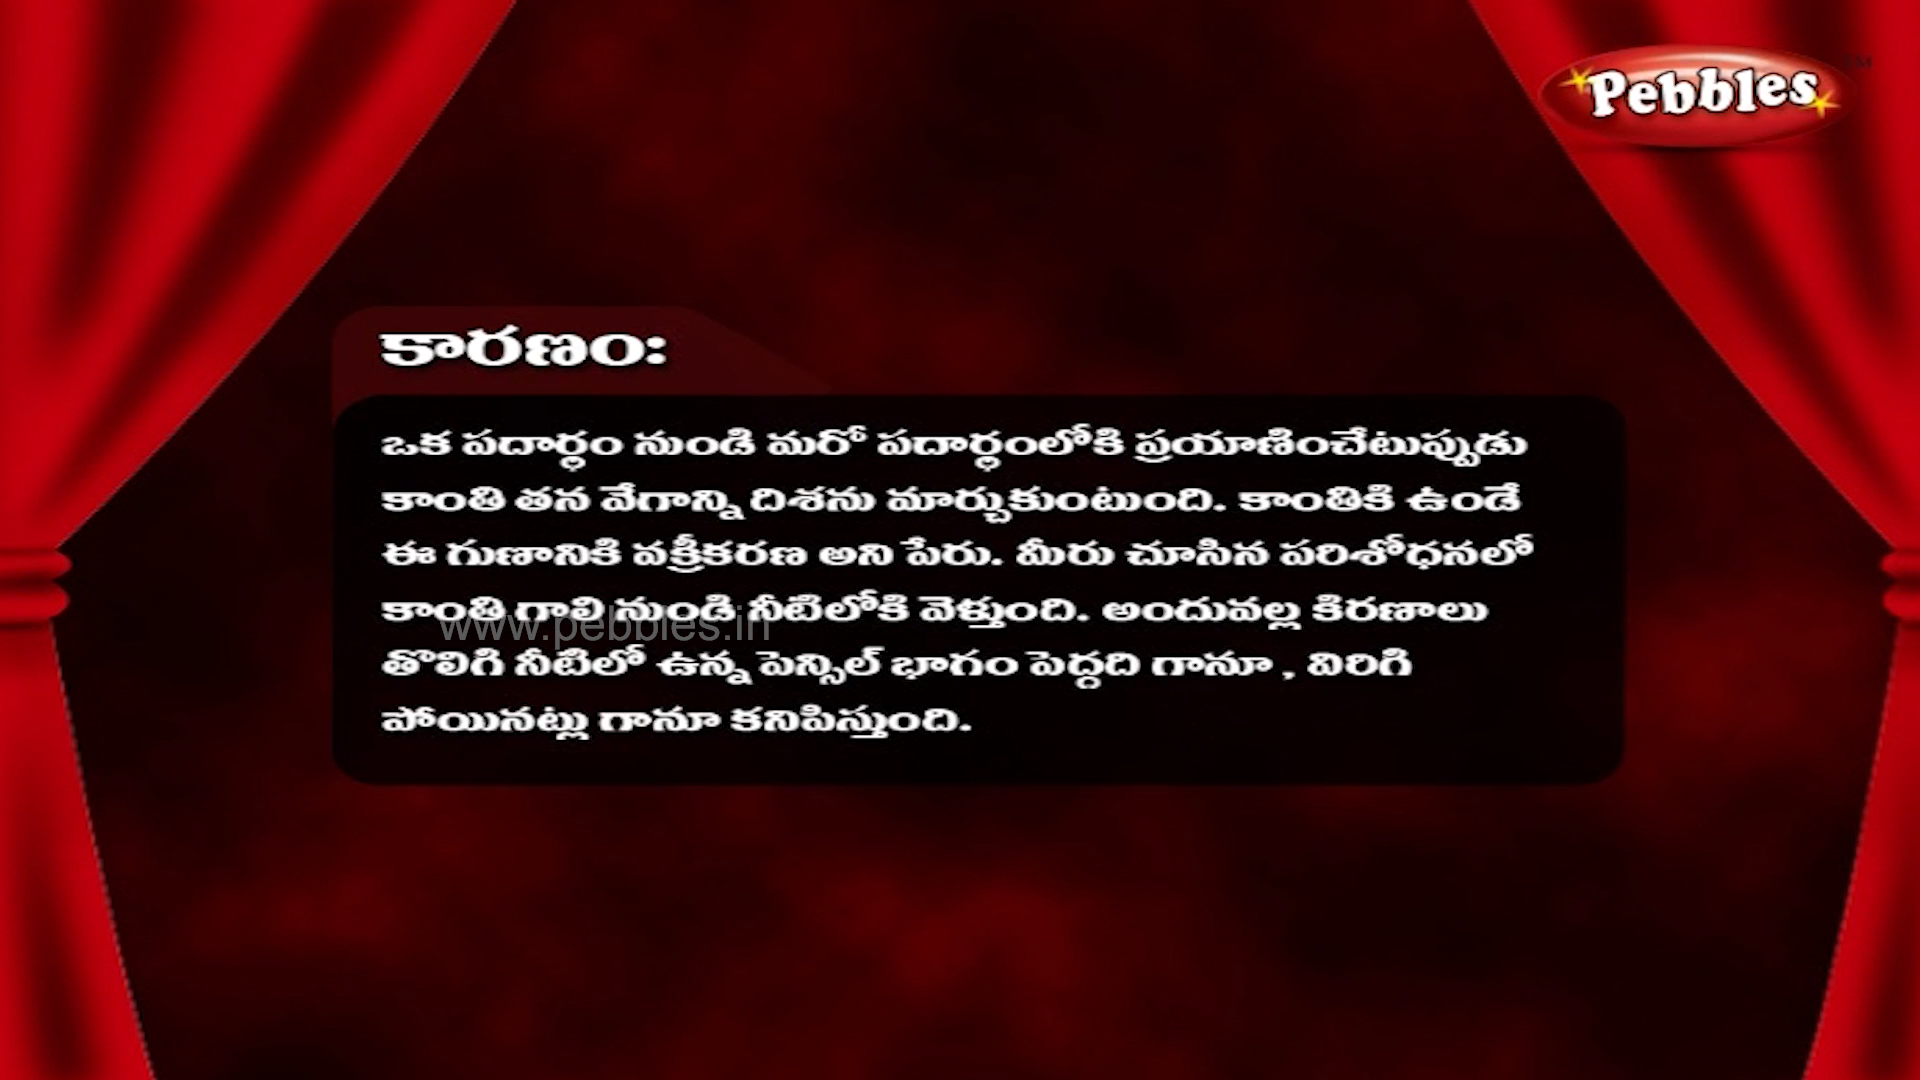 Pebbles
కారణం:
ఒక పదార్థం నుండి మరో పదార్థంలోకి ప్రయాణించేటుప్పుడు
కాంతి తన వేగాన్ని దిశను మార్చుకుంటుంది. కాంతికి ఉండే
ఈ గుణానికి వక్రీకరణ అని పేరు. మీరు చూసిన పరిశోధనలో
కాంతి గాలి నుండి నీటిలోకి వెళ్తుంది. అందువల్ల కిరణాలు
www.pebbles.in
తొలిగి నీటిలో ఉన్న పెన్సిల్ భాగం పెద్దది గానూ , విరిగి
పోయినట్లు గానూ కనిపిస్తుంది.